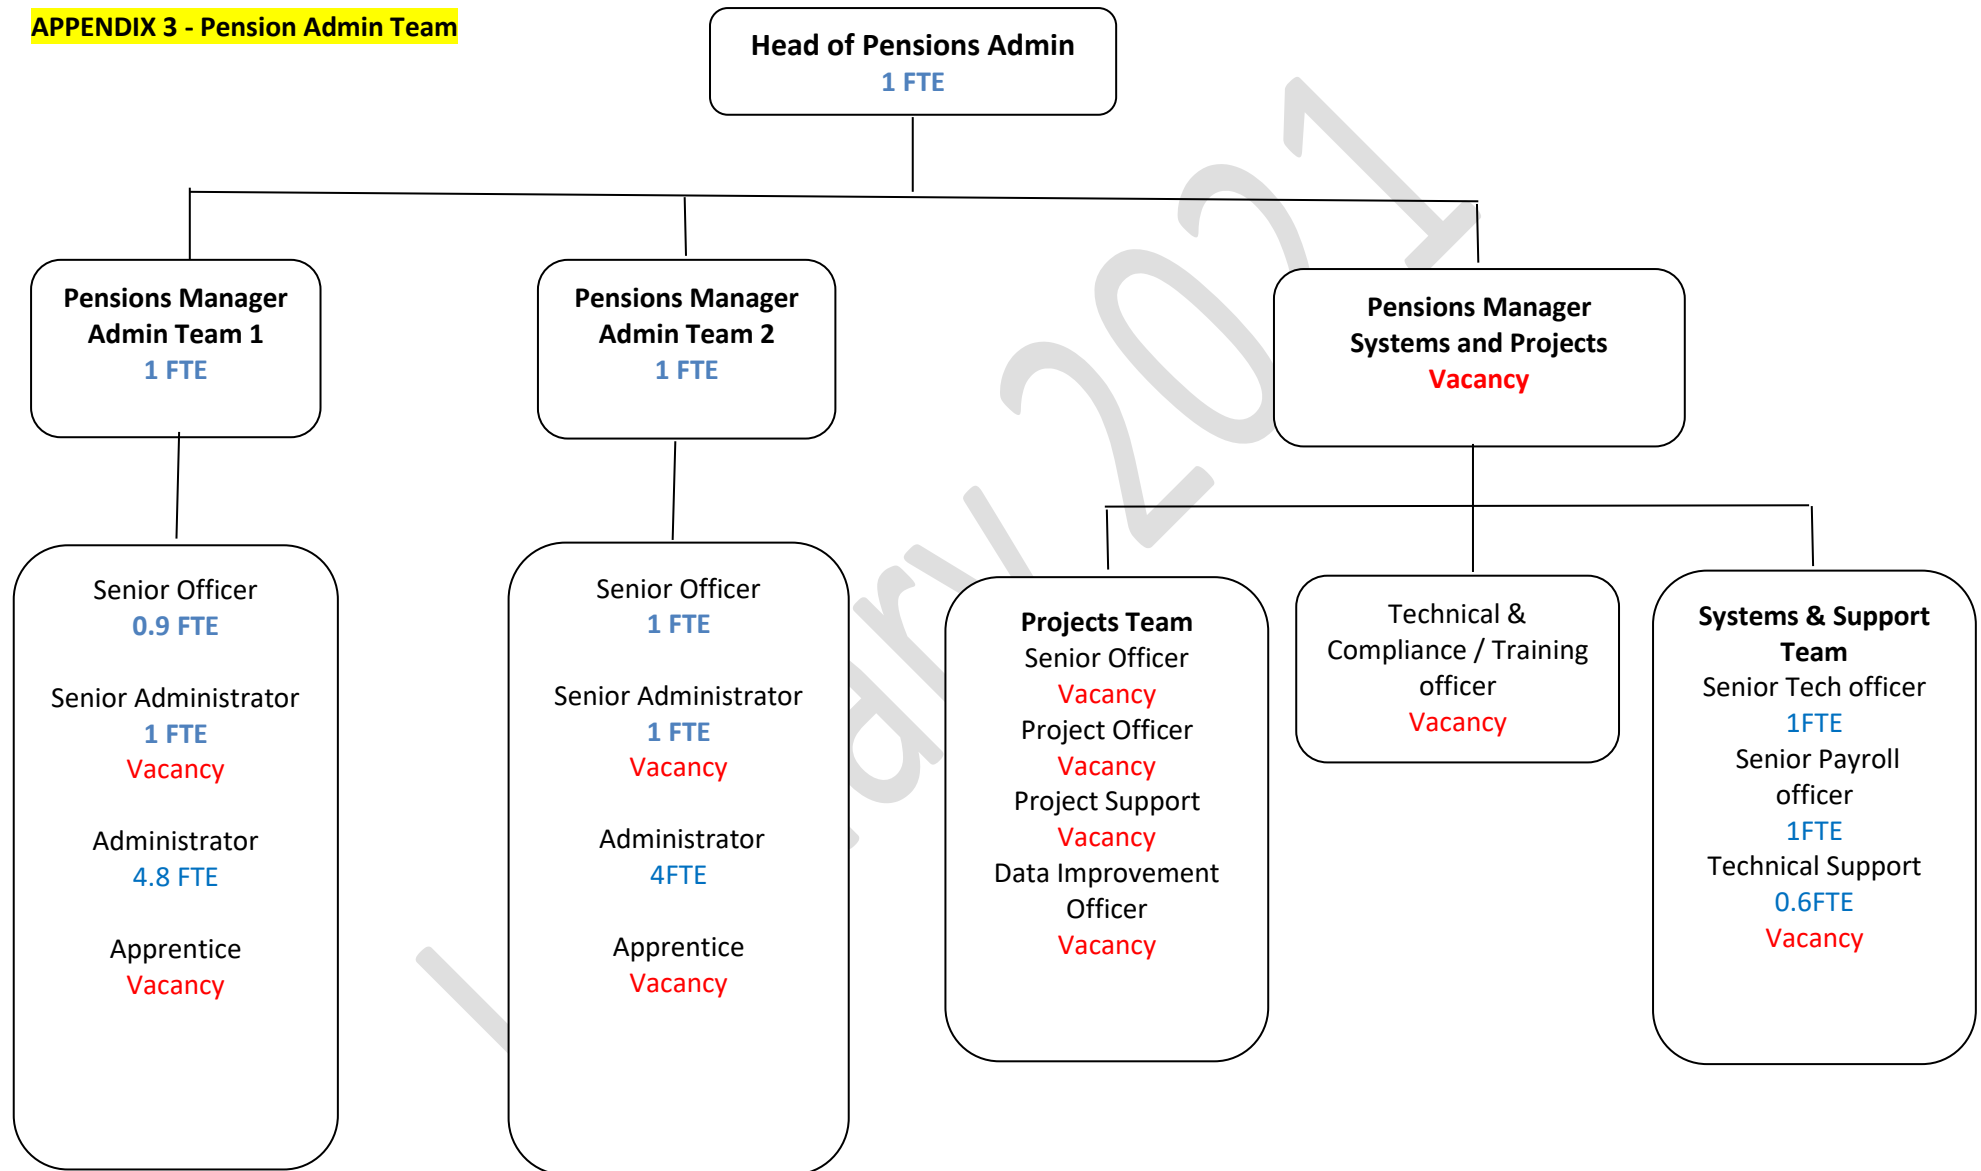 APPENDIX 3 - Pension Admin Team
Head of Pensions Admin
1 FTE
Pensions Manager
Admin Team 1
1 FTE
Pensions Manager
Admin Team 2
1 FTE
Pensions Manager
Systems and Projects
Vacancy
Senior Officer
0.9 FTE
Senior Administrator
1 FTE
Vacancy
Administrator
4.8 FTE
Apprentice
Vacancy
Senior Officer
1 FTE
Senior Administrator
1 FTE
Vacancy
Administrator
4FTE
Apprentice
Vacancy
Projects Team
Senior Officer
Vacancy
Project Officer
Vacancy
Project Support
Vacancy
Data Improvement
Officer
Vacancy
Technical &
Compliance / Training
officer
Vacancy
Systems & Support
Team
Senior Tech officer
1FTE
Senior Payroll
officer
1FTE
Technical Support
0.6FTE
Vacancy
2021